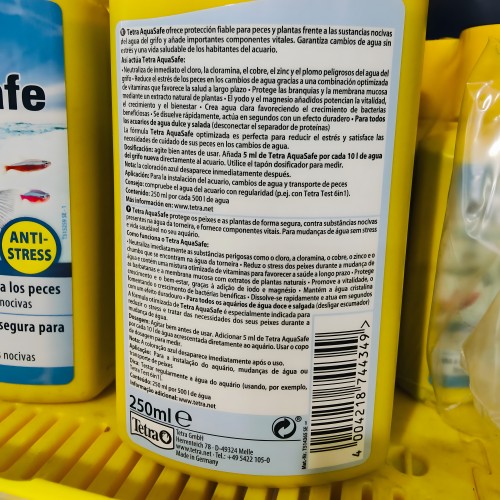 Tetra AquaSafe ofrece protección fiable para peces y plantas frente a las sustancias nocivas
del agua del grifo y añade importantes componentes vitales. Garantiza cambios de agua sin
estrés y una vida saludable de los habitantes del acuario.
Así actúa Tetra AquaSafe:
•Neutraliza de inmediato el cloro, la cloramina, el cobre, el zinc y el plomo peligrosos del agua del
grifo • Reduce el estrés de los peces en los cambios de agua gracias a una combinación optimizada
de vitaminas que favorece la salud a largo plazo • Protege las branquias y la membrana mucosa
mediante un extracto natural de plantas • El yodo y el magnesio añadidos potencian la vitalidad,
el crecimiento y el bienestar • Crea agua clara favoreciendo el crecimiento de bacterias
beneficiosas • Se disuelve rápidamente, actúa en segundos con un efecto duradero • Para todos
los acuarios de agua dulce y salada (desconectar el separador de proteínas)
La fórmula Tetra AquaSafe optimizada es perfecta para reducir el estrés y satisface las
necesidades de cuidado de sus peces en los cambios de agua.
Dosificación: agite bien antes de usar. Añada 5 ml de Tetra AquaSafe por cada 10 l de agua
del grifo nueva directamente al acuario. Utilice el tapón dosificador para medir.
Nota: la coloración azul desaparece inmediatamente después.
Aplicación: Para la instalación del acuario, cambios de agua y transporte de peces
Consejo: compruebe el agua del acuario con regularidad (p.ej. con Tetra Test 6in1).
Contenido: 250 ml por cada 500 l de agua
Más información en: www.tetra.net
Tetra AquaSafe protege os peixes e as plantas de forma segura, contra substâncias nocivas
presentes na água da torneira, e fornece componentes vitais. Para mudanças de água sem stress
e vida saudável no seu aquário.
Como funciona o Tetra AquaSafe:
•Neutraliza imediatamente as substâncias perigosas como o cloro, a cloramina, o cobre, o zinco e o
chumbo que se encontram na água da torneira • Reduz o stress dos peixes durante a mudança de
água e contém uma mistura otimizada de vitaminas para favorecer a saúde a longo prazo • Protege
as barbatanas e a membrana mucosa com extratos de plantas naturais • Promove a vitalidade, o
crescimento e o bem-estar, graças à adição de iodo e magnésio • Mantém a água cristalina
fomentando o crescimento de bactérias benéficas • Dissolve-se rapidamente e atua em segundos
com um efeito duradouro • Para todos os aquários de água doce e salgada (desligar escumador)
A fórmula otimizada da Tetra AquaSafe é especialmente indicada para
reduzir o stress e tratar das necessidades dos seus peixes durante a
mudança de água.
Dosagem: Agitar bem antes de usar. Adicionar 5 ml de Tetra AquaSafe
por cada 10 l de água acrescentada diretamente ao aquário. Usar o copo
de dosagem para medir.
Nota: A coloração azul desaparece imediatamente após o uso.
Aplicação: Para a instalação do aquário, mudanças de água ou
transporte de peixes
Dica: Testar regularmente a água do aquário (usando, por exemplo,
Tetra Test 6in1).
Conteúdo: 250 ml por 500 l de água
Informação adicional: www.tetra.net
250ml e
Tetra
Tetra GmbH
Herrenteich 78 · D-49324 Melle
Tel.: +49 5422 105-0
Made in Germany
4 004218 744349 >
afe
ANTI-
STRESS
a los peces
nocivas
segura para
s nocivas